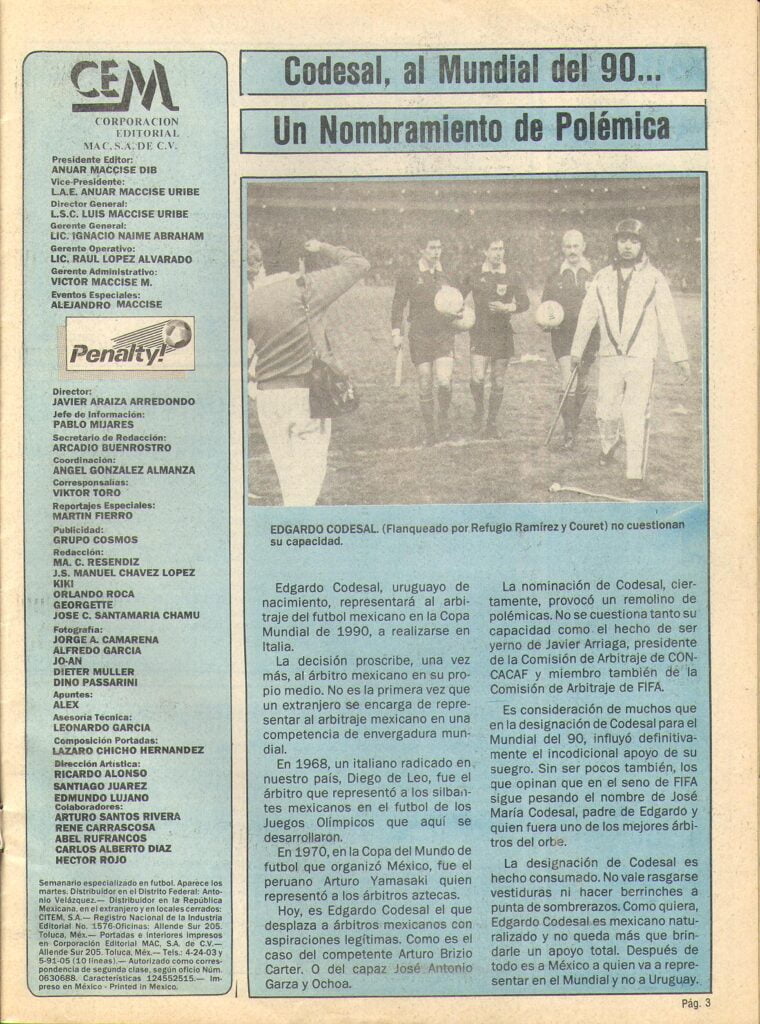 CEM
CORPORACION
EDITORIAL
MAC, S.A. DE C.V.
Presidente Editor:
ANUAR MACCISE DIB
Vice-Presidente:
L.A.E. ANUAR MACCISE URIBE
Director General:
L.S.C. LUIS MACCISE URIBE
Gerente General:
LIC. IGNACIO NAIME ABRAHAM
Gerente Operativo:
LIC. RAUL LOPEZ ALVARADO
Gerente Administrativo:
VICTOR MACCISE M.
Eventos Especiales:
ALEJANDRO MACCISE
Penalty!
Director:
JAVIER ARAIZA ARREDONDO
Jefe de Información:
PABLO MIJARES
Secretario de Redacción:
ARCADIO BUENROSTRO
Coordinación:
ANGEL GONZALEZ ALMANZA
Corresponsalías:
VIKTOR TORO
Reportajes Especiales:
MARTIN FIERRO
Publicidad:
GRUPO COSMOS
Redacción:
MA. C. RESENDIZ
J.S. MANUEL CHAVEZ LOPEZ
KIKI
ORLANDO ROCA
GEORGETTE
JOSE C. SANTAMARIA CHAMU
Fotografía:
JORGE A. CAMARENA
ALFREDO GARCIA
JO-AN
DIETER MULLER
DINO PASSARINI
Apuntes:
ALEX
Asesoría Técnica:
LEONARDO GARCIA
Composición Portadas:
LAZARO CHICHO HERNANDEZ
Dirección Artística:
RICARDO ALONSO
SANTIAGO JUAREZ
EDMUNDO LUJANO
Colaboradores:
ARTURO SANTOS RIVERA
RENE CARRASCOSA
ABEL RUFRANCOS
CARLOS ALBERTO DIAZ
HECTOR ROJO
Semanario especializado en futbol. Aparece los
martes. Distribuidor en el Distrito Federal: Anto-
nio Velázquez.— Distribuidor en la República
Mexicana, en el extranjero y en locales cerrados:
CITEM, S.A.— Registro Nacional de la Industria
Editorial No. 1576-Oficinas: Allende Sur 205.
Toluca, Méx.— Portadas e interiores impresos
en Corporación Editorial MAC, S.A. de C.V.—
Allende Sur 205. Toluca, Méx.— Tels.: 4-24-03 y
5-91-05 (10 líneas).— Autorizado como corres-
pondencia de segunda clase, según oficio Núm.
0630688. Características 124552515.— Im-
preso en México - Printed in Mexico.
Codesal, al Mundial del 90...
Un Nombramiento de Polémica
EDGARDO CODESAL. (Flanqueado por Refugio Ramírez y Couret) no cuestionan
su capacidad.
Edgardo Codesal, uruguayo de
nacimiento, representará al arbi-
traje del futbol mexicano en la Copa
Mundial de 1990, a realizarse en
Italia.
La decisión proscribe, una vez
más, al árbitro mexicano en su pro-
pio medio. No es la primera vez que
un extranjero se encarga de repre-
sentar al arbitraje mexicano en una
competencia de envergadura mun-
dial.
En 1968, un italiano radicado en
nuestro país, Diego de Leo, fue el
árbitro que representó a los silban-
tes mexicanos en el futbol de los
Juegos Olímpicos que aquí se
desarrollaron.
En 1970, en la Copa del Mundo de
futbol que organizó México, fue el
peruano Arturo Yamasaki quien
representó a los árbitros aztecas.
Hoy, es Edgardo Codesal el que
desplaza a árbitros mexicanos con
aspiraciones legítimas. Como es el
caso del competente Arturo Brizio
Carter. O del capaz José Antonio
Garza y Ochoa.
La nominación de Codesal, cier-
tamente, provocó un remolino de
polémicas. No se cuestiona tanto su
capacidad como el hecho de ser
yerno de Javier Arriaga, presidente
de la Comisión de Arbitraje de CON-
CACAF y miembro también de la
Comisión de Arbitraje de FIFA.
Es consideración de muchos que
en la designación de Codesal para el
Mundial del 90, influyó definitiva-
mente el incodicional apoyo de su
suegro. Sin ser pocos también, los
que opinan que en el seno de FIFA
sigue pesando el nombre de José
María Codesal, padre de Edgardo y
quien fuera uno de los mejores árbi-
tros del orbe.
La designación de Codesal es
hecho consumado. No vale rasgarse
vestiduras ni hacer berrinches a
punta de sombrerazos. Como quiera,
Edgardo Codesal es mexicano natu-
ralizado y no queda más que brin-
darle un apoyo total. Después de
todo es a México a quien va a repre-
sentar en el Mundial y no a Uruguay.
Pág. 3